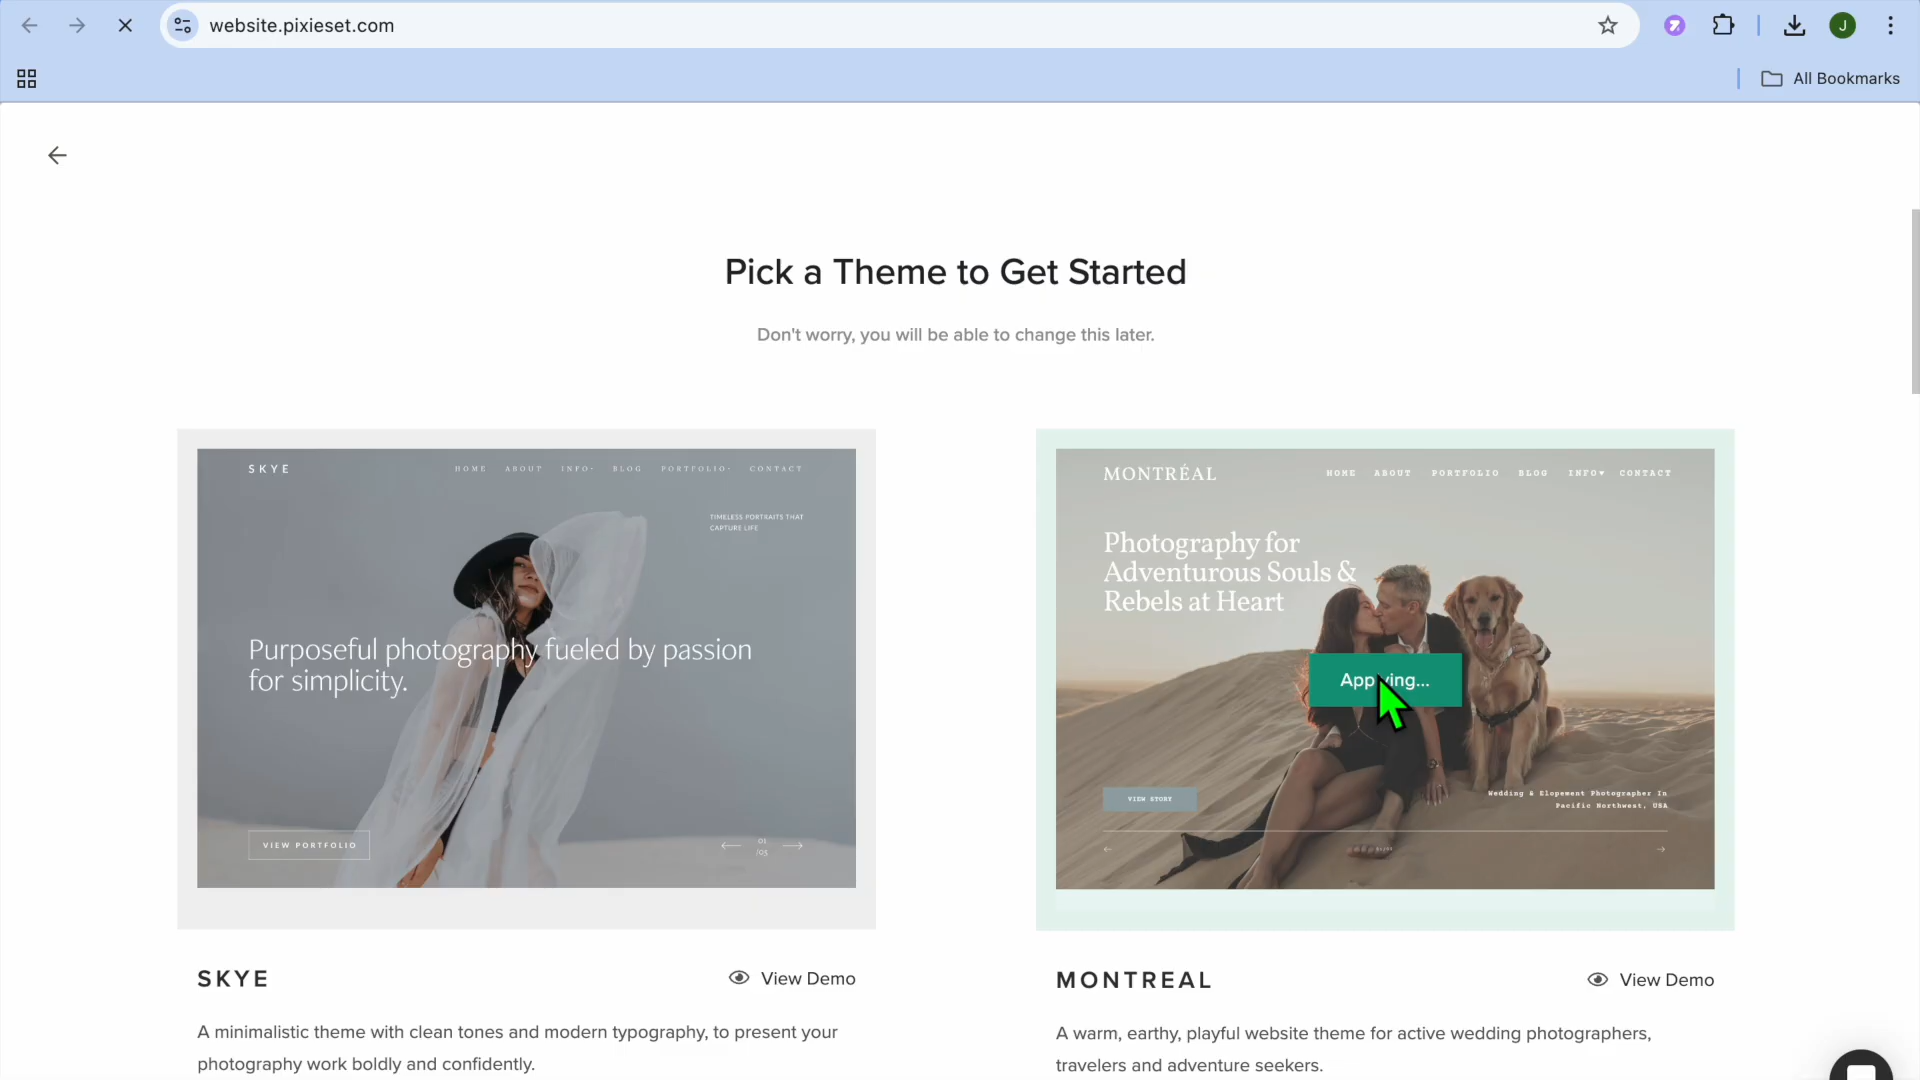 website.pixieset.com
J
All Bookmarks
Pick a Theme to Get Started
Don't worry, you will be able to change this later.
SKYE
HOME ABOUT INFO BLOG PORTFOLIO CONTACT
TIMELESS PORTRAITS THAT
CAPTURE LIFE
Purposeful photography fueled by passion
for simplicity.
VIEW PORTFOLIO
01
/03
MONTRÉAL
HOME ABOUT PORTFOLIO BLOG INFO▾ CONTACT
Photography for
Adventurous Souls &
Rebels at Heart
Applying...
VIEW STORY
Wedding & Elopement Photographer In
Pacific Northwest, USA
SKYE
View Demo
A minimalistic theme with clean tones and modern typography, to present your
photography work boldly and confidently.
MONTREAL
View Demo
A warm, earthy, playful website theme for active wedding photographers,
travelers and adventure seekers.